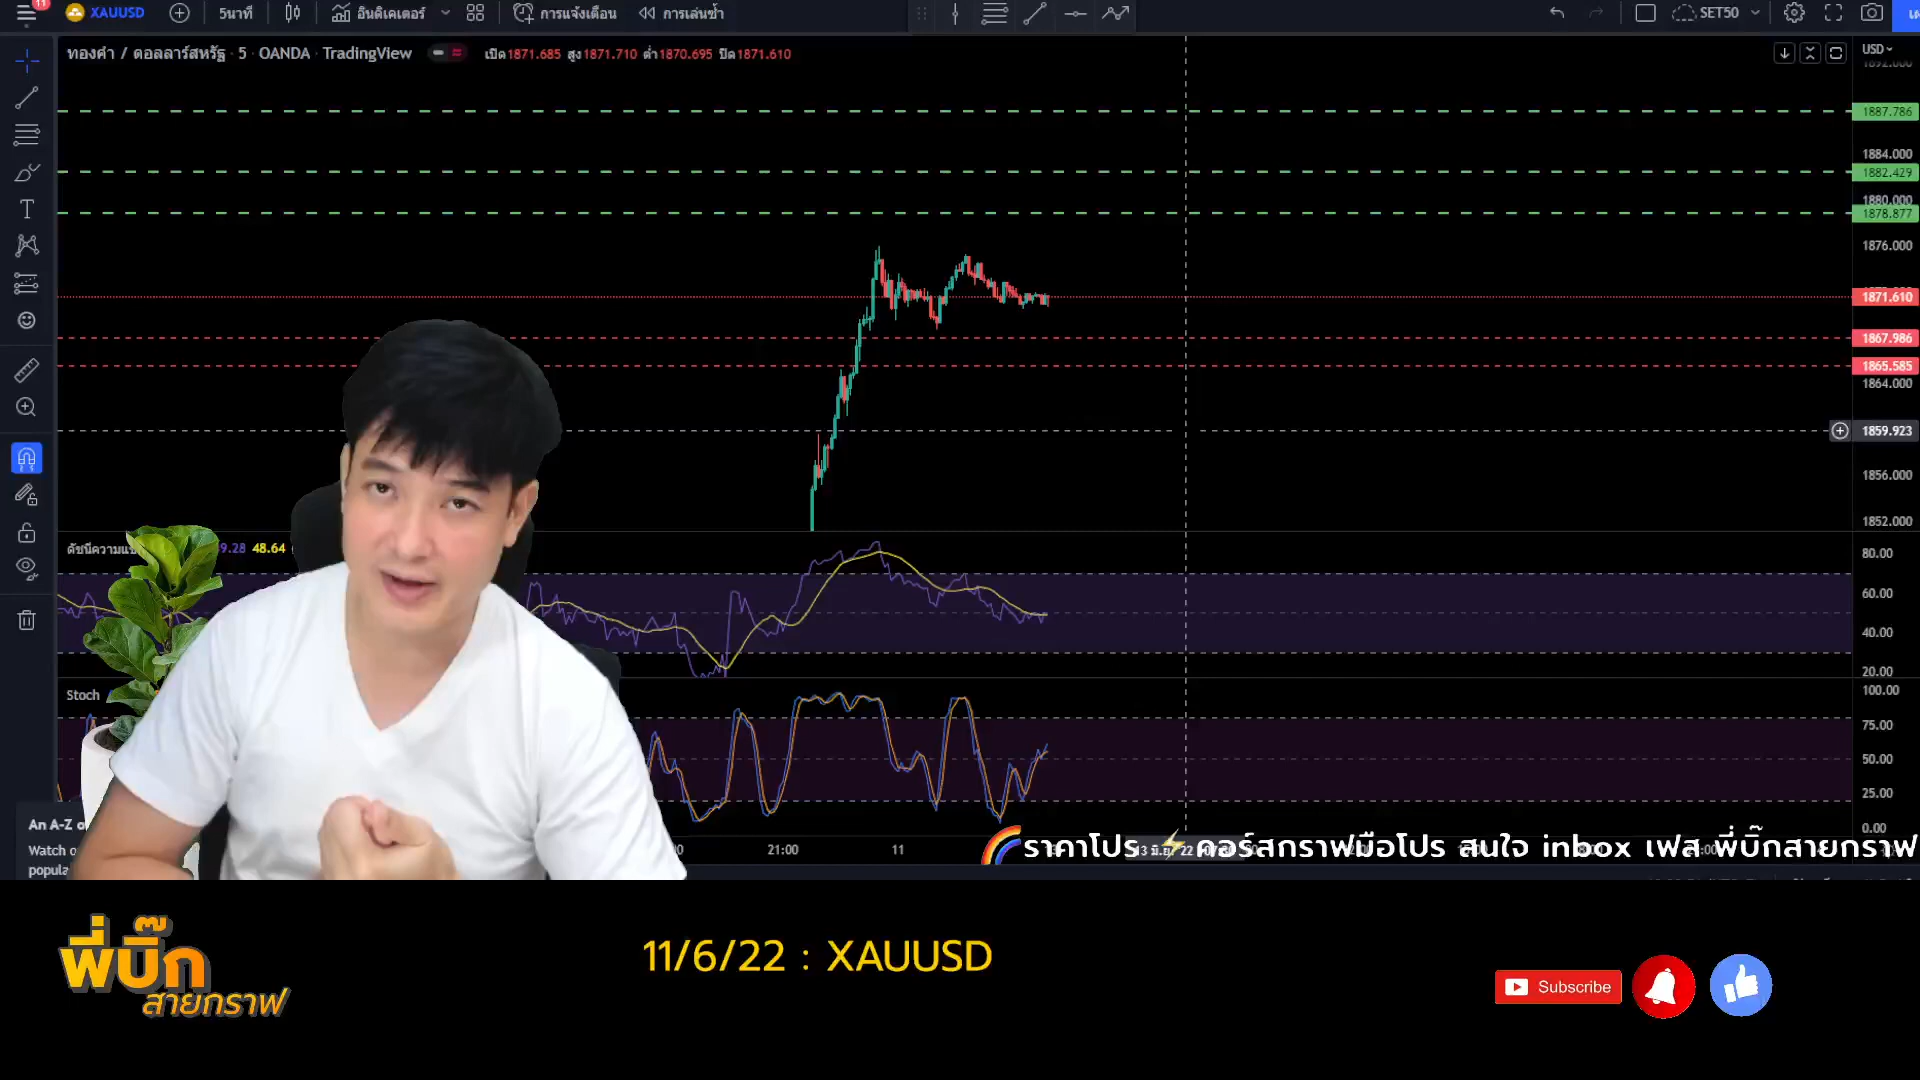 11
XAUUSD
5นาที
อินดิเคเตอร์
การแจ้งเตือน
การเล่นซ้ำ
SET50
ทองคำ / ดอลลาร์สหรัฐ · 5 · OANDA · TradingView
เปิด1871.685 สูง1871.710 ต่ำ1870.695 ปิด1871.610
USD
1892.000
1887.786
1884.000
1882.429
1880.000
1878.877
1876.000
1871.610
1867.986
1865.585
1864.000
1859.923
1856.000
1852.000
9.28 48.64
80.00
60.00
40.00
20.00
Stoch
100.00
75.00
50.00
25.00
0.00
An A-Z
Watch
popula
21:00
11
ราคาโปร ⚡ คอร์สกราฟมือโปร สนใจ inbox เฟส พี่บิ๊กสายกราฟ
พี่บิ๊ก
สายกราฟ
11/6/22 : XAUUSD
Subscribe